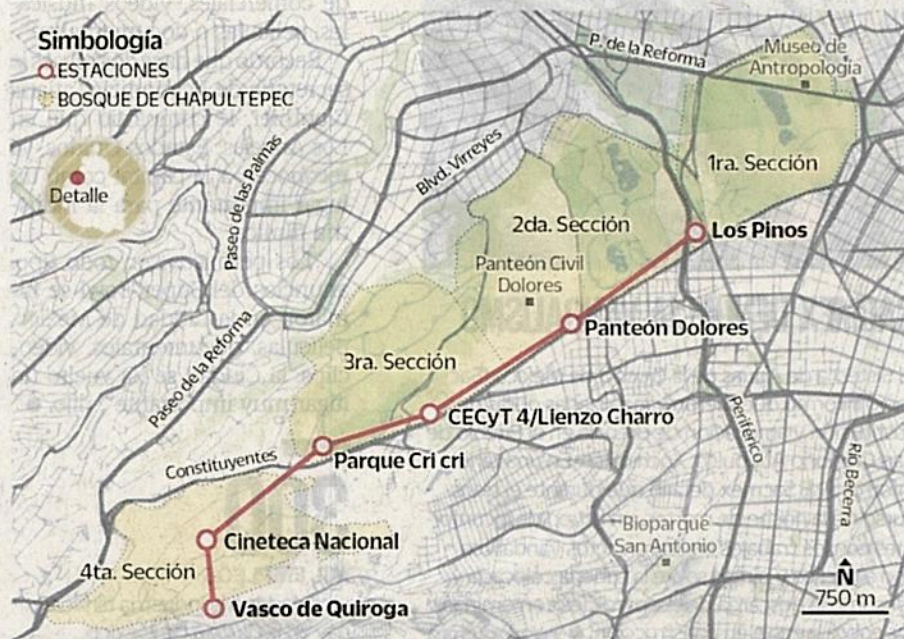 Simbología
ESTACIONES
BOSQUE DE CHAPULTEPEC
Detalle
P. de la Reforma
Museo de
Antropología
1ra. Sección
Paseo de las Palmas
Blvd. Virreyes
2da. Sección
Los Pinos
Panteón Civil
Dolores
Panteón Dolores
3ra. Sección
Paseo de la Reforma
CECyT 4/Lienzo Charro
Parque Cri cri
Constituyentes
Periférico
Río Becerra
Cineteca Nacional
4ta. Sección
Bioparque
San Antonio
Vasco de Quiroga
N
750 m